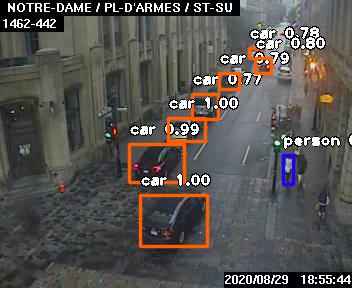 NOTRE-DAME / PL-D'ARMES / ST-SU
1462-442
car 0.78
car 0.80
car 0.79
car 0.77
car 1.00
car 0.99
person
car 1.00
2020/08/29 18:55:44